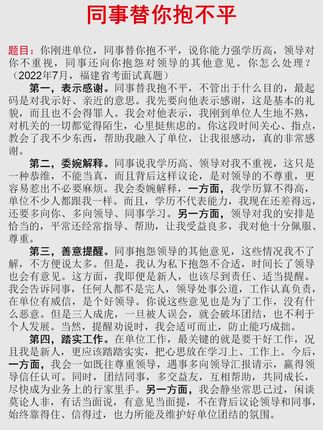 同事替你抱不平
题目：你刚进单位，同事替你抱不平，说你能力强学历高，领导对
你不重视，同事还向你抱怨对领导的其他意见。你怎么处理？
（2022年7月，福建省考面试真题）
第一，表示感谢。同事替我抱不平，不管出于什么目的，最起
码是对我示好、亲近的意思。我先要向他表示感谢，这是基本的礼
貌，而且也不会得罪人。我会对他表示，我刚到单位人生地不熟，
对机关的一切都觉得陌生，心里挺焦虑的。你这段时间关心、指点，
教会了我不少东西，帮助我融入了单位，让我很感动，真的非常感
谢。
第二，委婉解释。同事说我学历高、领导对我不重视，这只是
一种恭维，不能当真，而且背后这样议论，是对领导的不尊重，更
容易惹出不必要麻烦。我会委婉解释，一方面，我学历算不得高，
单位不少人都跟我一样。而且，学历不代表能力，我现在还差得远，
还要多向你、多向领导、同事学习。另一方面，领导对我的安排是
恰当的，平常还经常指导、帮助，让我受益良多，我对他十分佩服、
尊重。
第三，善意提醒。同事抱怨领导的其他意见，这些情况我不了
解，不方便说太多。但是，我认为私下抱怨不合适，时间长了领导
也会有意见。这方面，我即便是新人，也该尽到责任、适当提醒。
我会告诉同事，任何人都不是完人，领导处事公道，工作认真负责，
在单位有威信，是个好领导。你说这些意见也是为了工作，没有什
么恶意。但是三人成虎，一旦被人误会，就会破坏团结，也不利于
个人发展。当然，提醒劝说时，我会适可而止，防止能巧成拙。
第四，踏实工作。在单位工作，最关键的就是要干好工作，况
且我是新人，更应该踏踏实实，把心思放在学习上、工作上。今后，
一方面，我会一如既往尊重领导，遇事多向领导汇报请示，赢得领
导信任认可。同时，团结同事，多交益友，互相帮助，共同成长，
尽快成为业务上的行家里手。另一方面，我会静坐常思己过，闲谈
莫论人非，有话当面说，有意见当面提，不在背后议论领导和同事，
始终靠得住、信得过，也力所能及维护好单位团结的氛围。